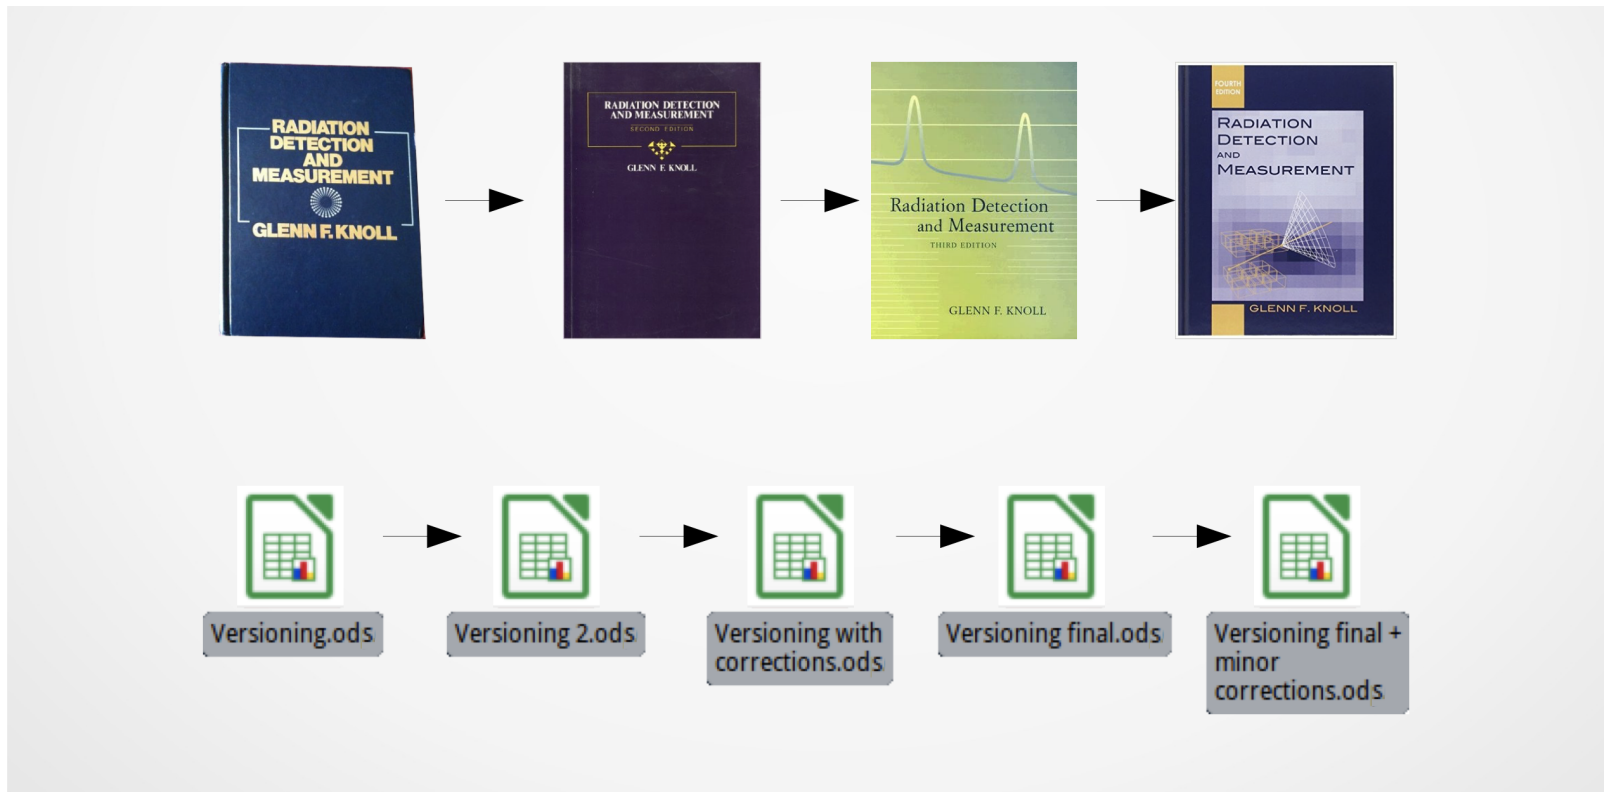 RADIATION
DETECTION
AND
MEASUREMENT
GLENN F. KNOLL
RADIATION DETECTION
AND MEASUREMENT
SECOND EDITION
GLENN F. KNOLL
Radiation Detection
and Measurement
THIRD EDITION
GLENN F. KNOLL
FOURTH
EDITION
RADIATION
DETECTION
AND
MEASUREMENT
GLENN F. KNOLL
Versioning.ods
Versioning 2.ods
Versioning with
corrections.ods
Versioning final.ods
Versioning final +
minor
corrections.ods